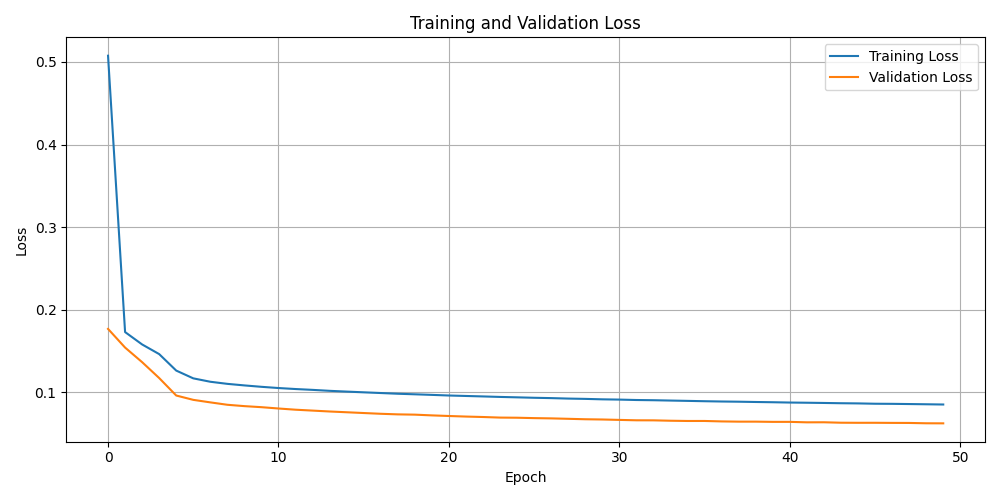 Training and Validation Loss
Training Loss
Validation Loss
Loss
0.5
0.4
0.3
0.2
0.1
0 10 20 30 40 50
Epoch